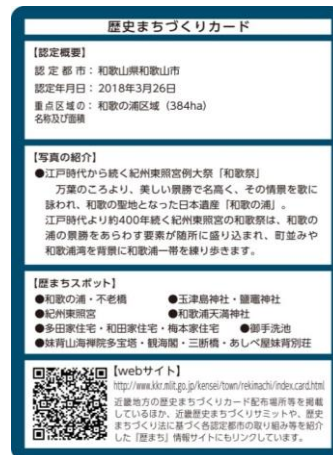 歴史まちづくりカード
【認定概要】
認定都市：和歌山県和歌山市
認定年月日：2018年3月26日
重点区域の：和歌の浦区域（384ha）
名称及び面積
【写真の紹介】
●江戸時代から続く紀州東照宮例大祭「和歌祭」
万葉のころより、美しい景勝で名高く、その情景を歌に
詠われ、和歌の聖地となった日本遺産「和歌の浦」。
江戸時代より約400年続く紀州東照宮の和歌祭は、和歌の
浦の景勝をあらわす要素が随所に盛り込まれ、町並みや
和歌浦湾を背景に和歌浦一帯を練り歩きます。
【歴まちスポット】
●和歌の浦・不老橋 ●玉津島神社・鹽竈神社
●紀州東照宮 ●和歌浦天満神社
●多田家住宅・和田家住宅・梅本家住宅 ●御手洗池
●妹背山海禅院多宝塔・観海閣・三断橋・あしべ屋妹背別荘
【webサイト】
http://www.kkr.mlit.go.jp/kensei/town/rekimachi/index.card.html
近畿地方の歴史まちづくりカード配布場所等を掲載
しているほか、近畿歴史まちづくりサミットや、歴史
まちづくり法に基づく各認定都市の取り組み等を紹介
した『歴まち』情報サイトにもリンクしています。